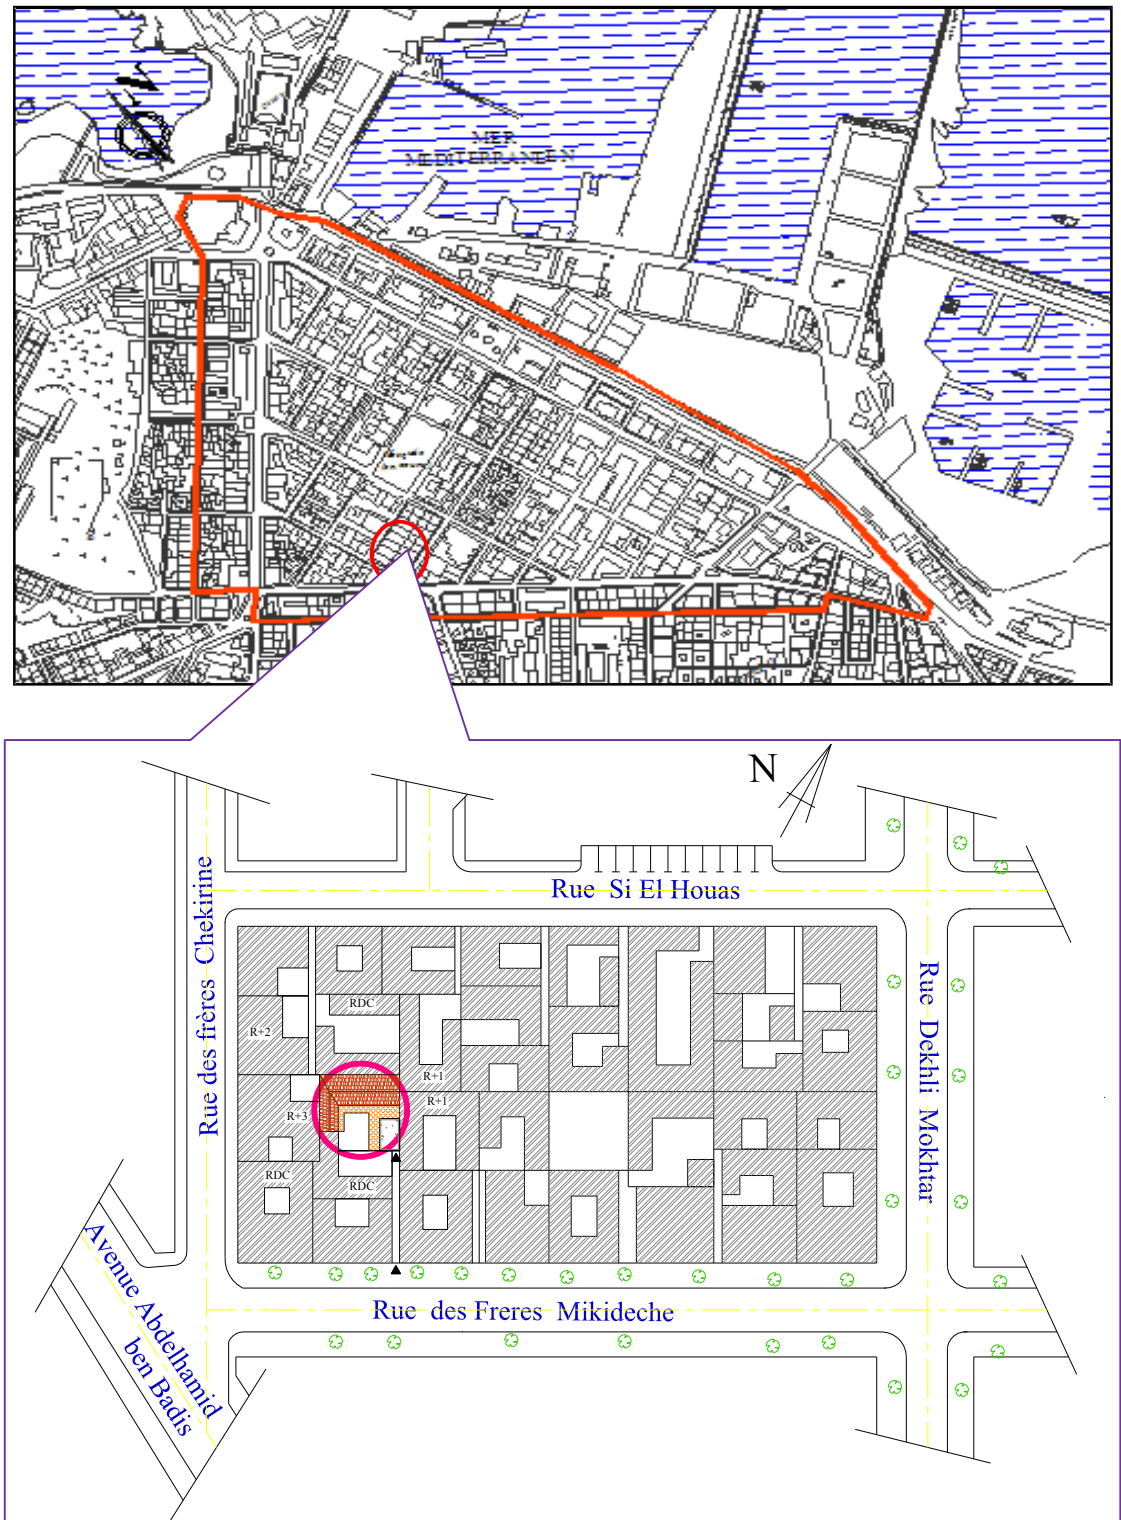 N
MER
MEDITERRANEEN
N
Rue Si El Houas
Rue des frères Chekirine
Rue Dekhli Mokhtar
RDC
R+2
R+1
R+1
R+3
RDC
RDC
Rue des Freres Mikideche
Avenue Abdelhamid
ben Badis